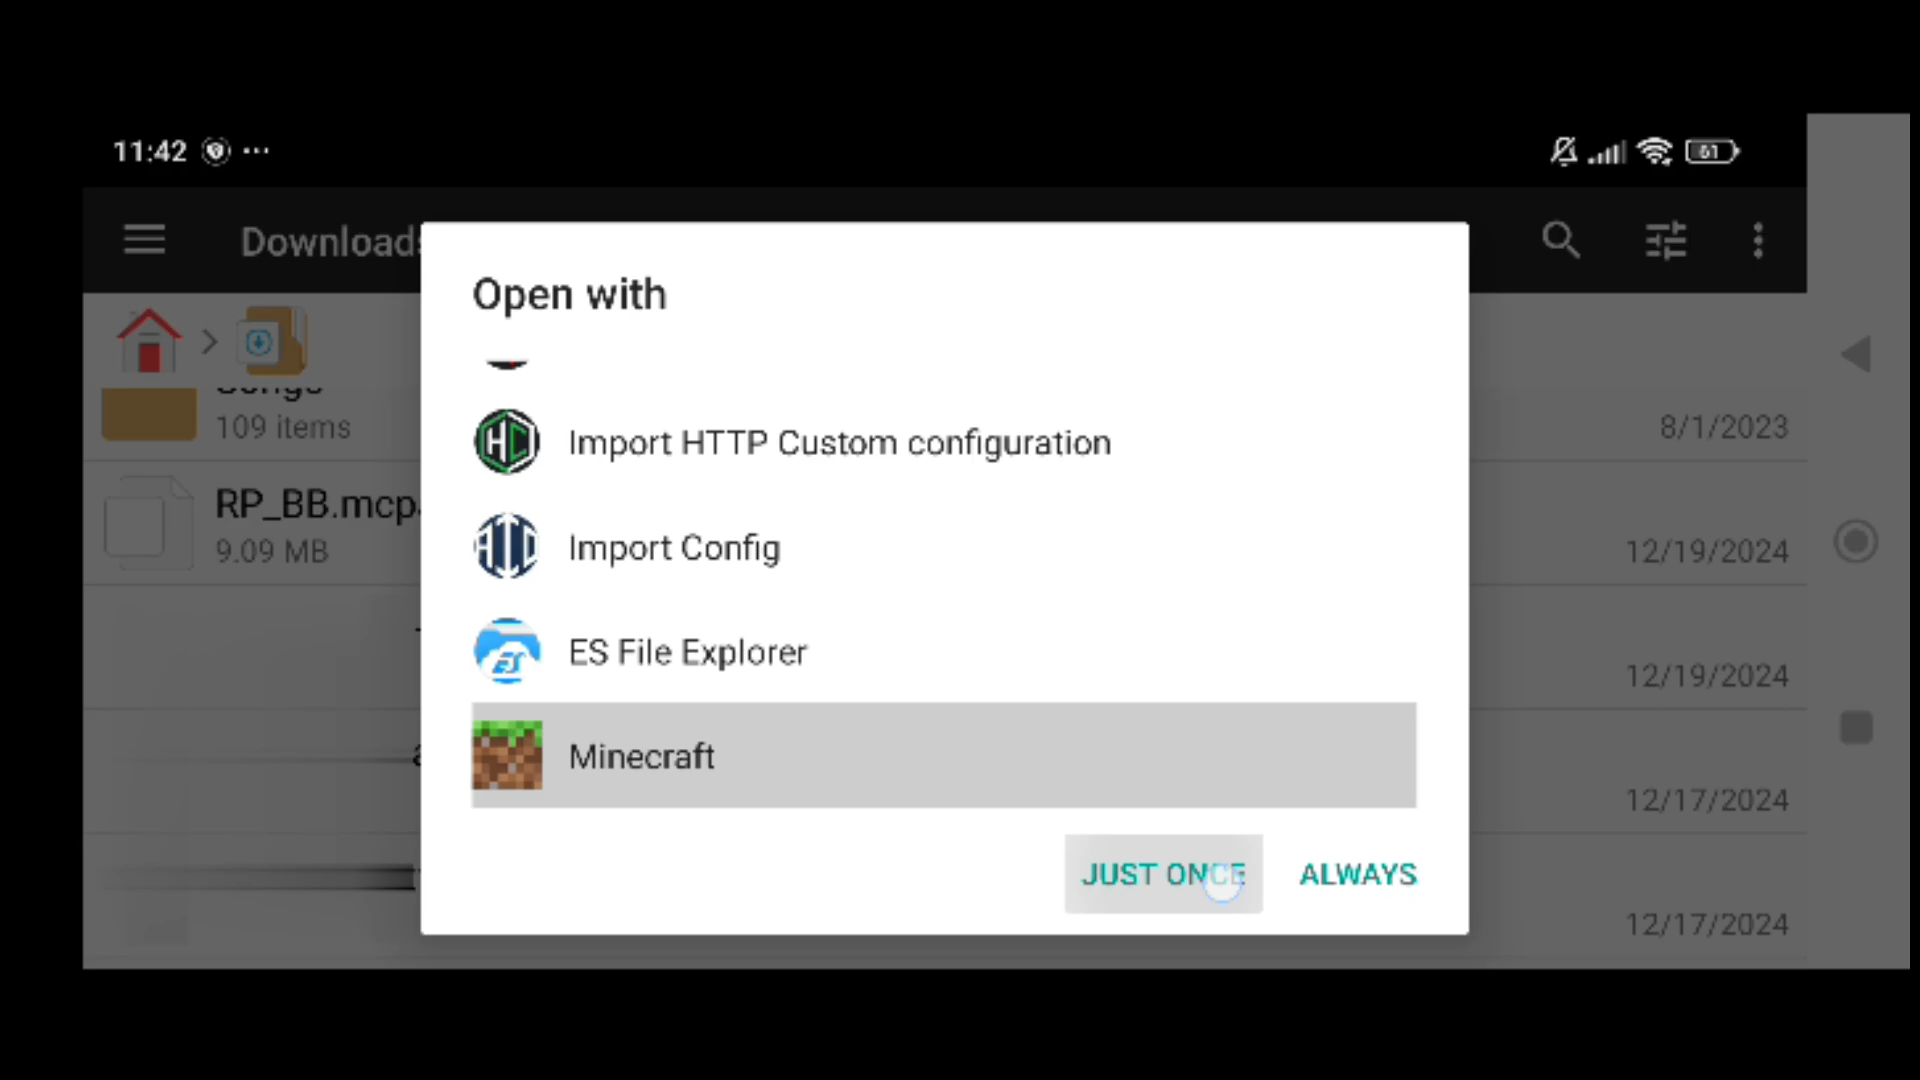 11:42
61
Downloads
Open with
109 items
8/1/2023
Import HTTP Custom configuration
RP_BB.mcp
9.09 MB
12/19/2024
Import Config
ES File Explorer
12/19/2024
Minecraft
12/17/2024
JUST ONCE
ALWAYS
12/17/2024